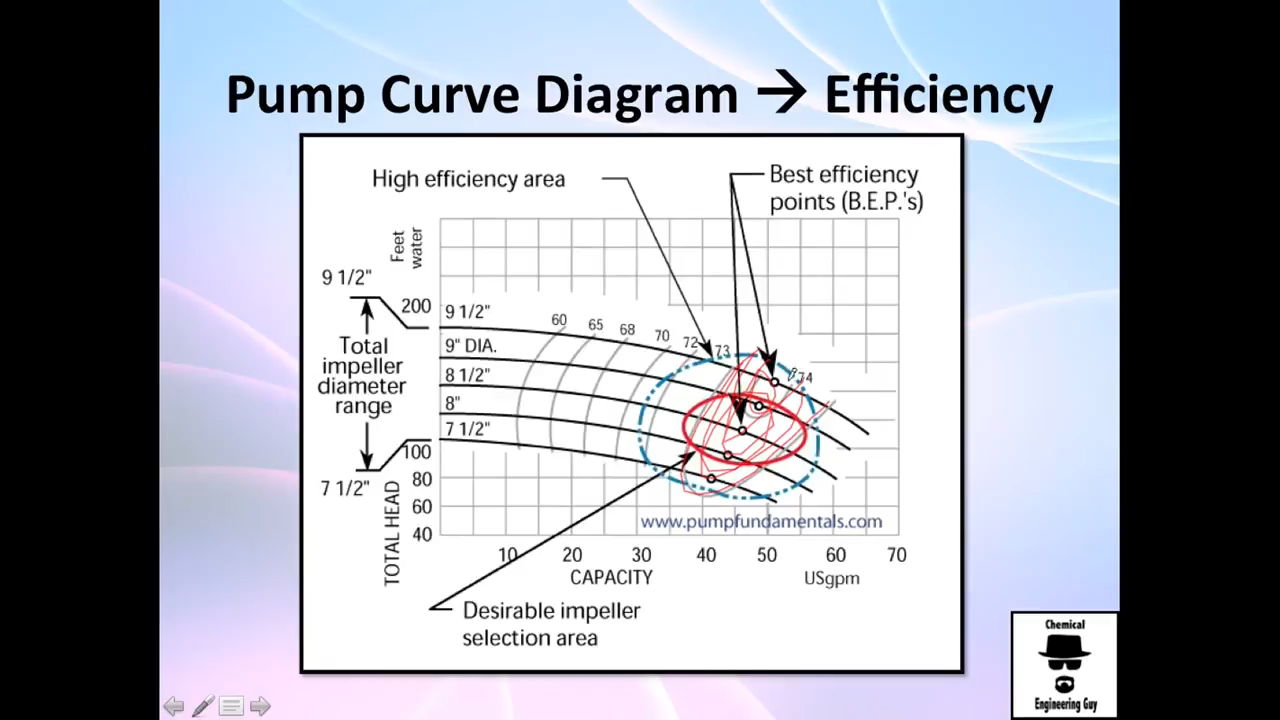 Pump Curve Diagram → Efficiency
High efficiency area
Best efficiency
points (B.E.P.'s)
Feet
water
9 1/2"
200
9 1/2"
60
65
68
70
72
73
74
Total
impeller
diameter
range
9" DIA.
8 1/2"
8"
7 1/2"
100
7 1/2"
80
60
40
TOTAL HEAD
www.pumpfundamentals.com
10
20
30
40
50
60
70
CAPACITY
USgpm
Desirable impeller
selection area
Chemical
Engineering Guy